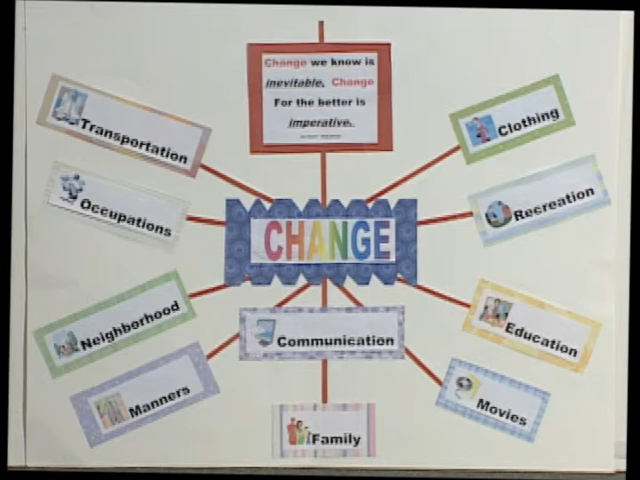 Change we know is
inevitable. Change
For the better is
imperative.
Transportation
Clothing
Occupations
Recreation
CHANGE
Neighborhood
Communication
Education
Manners
Movies
Family